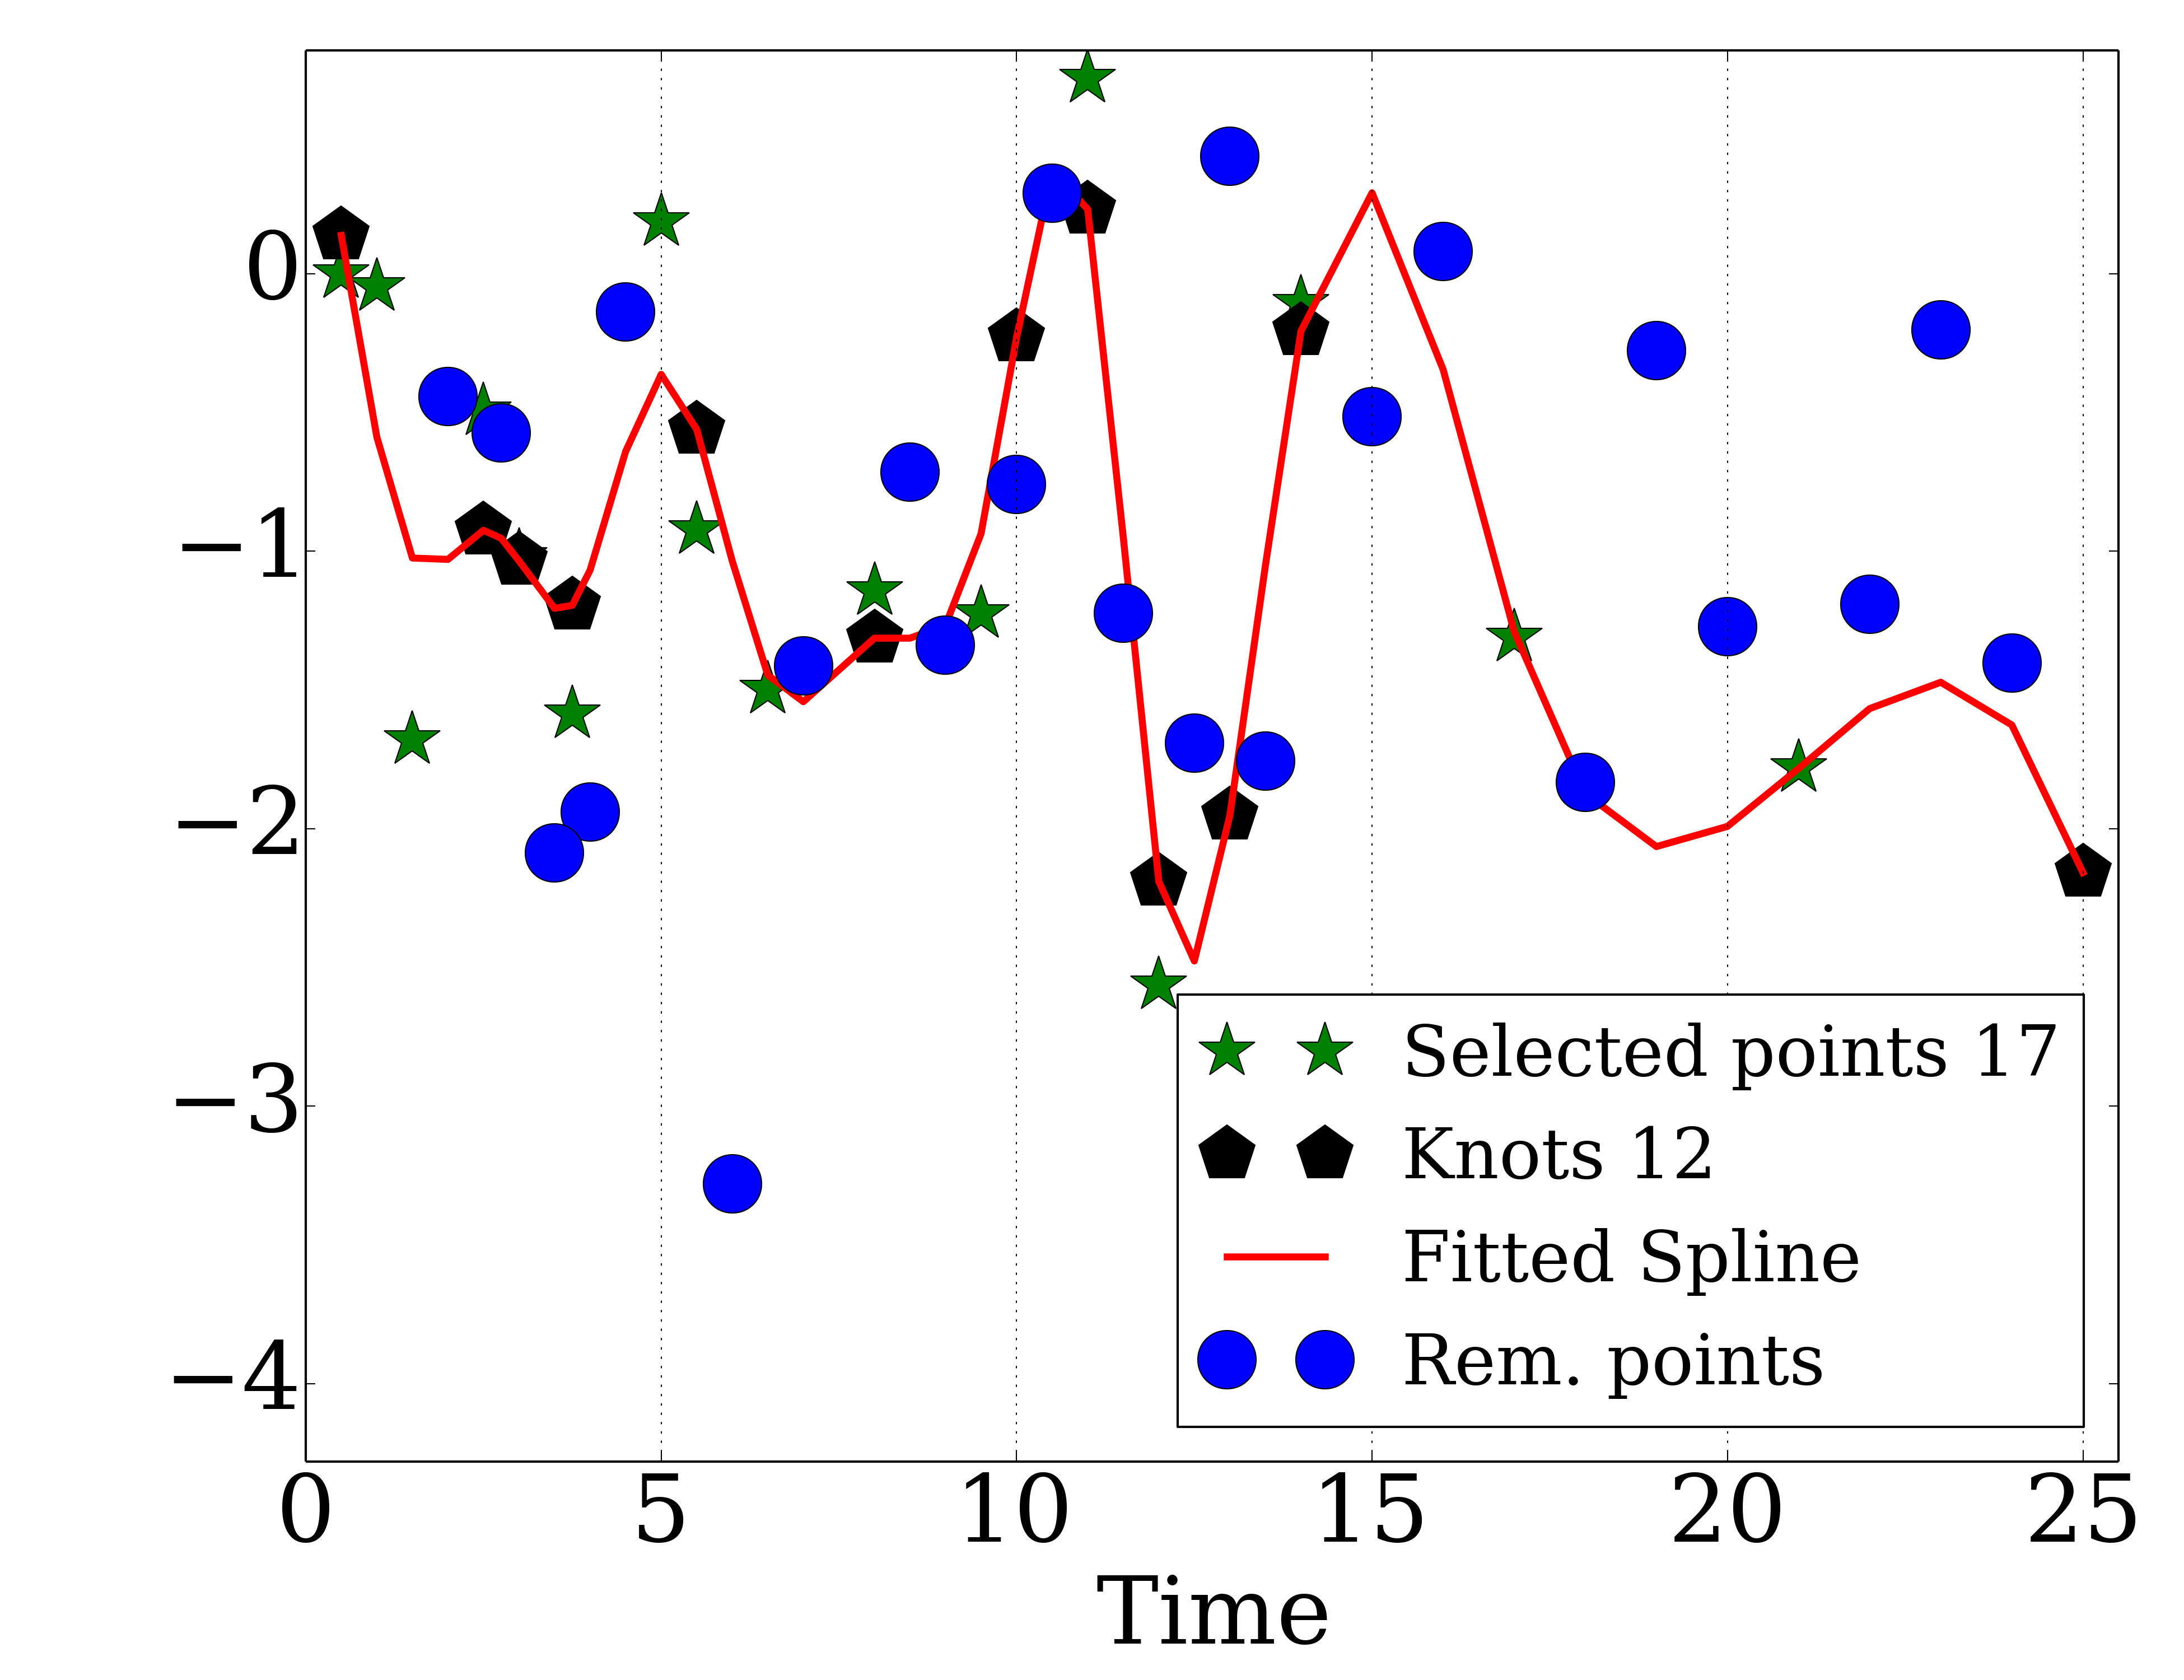 0
−1
−2
−3
−4
Selected points 17
Knots 12
Fitted Spline
Rem. points
0 5 10 15 20 25
Time